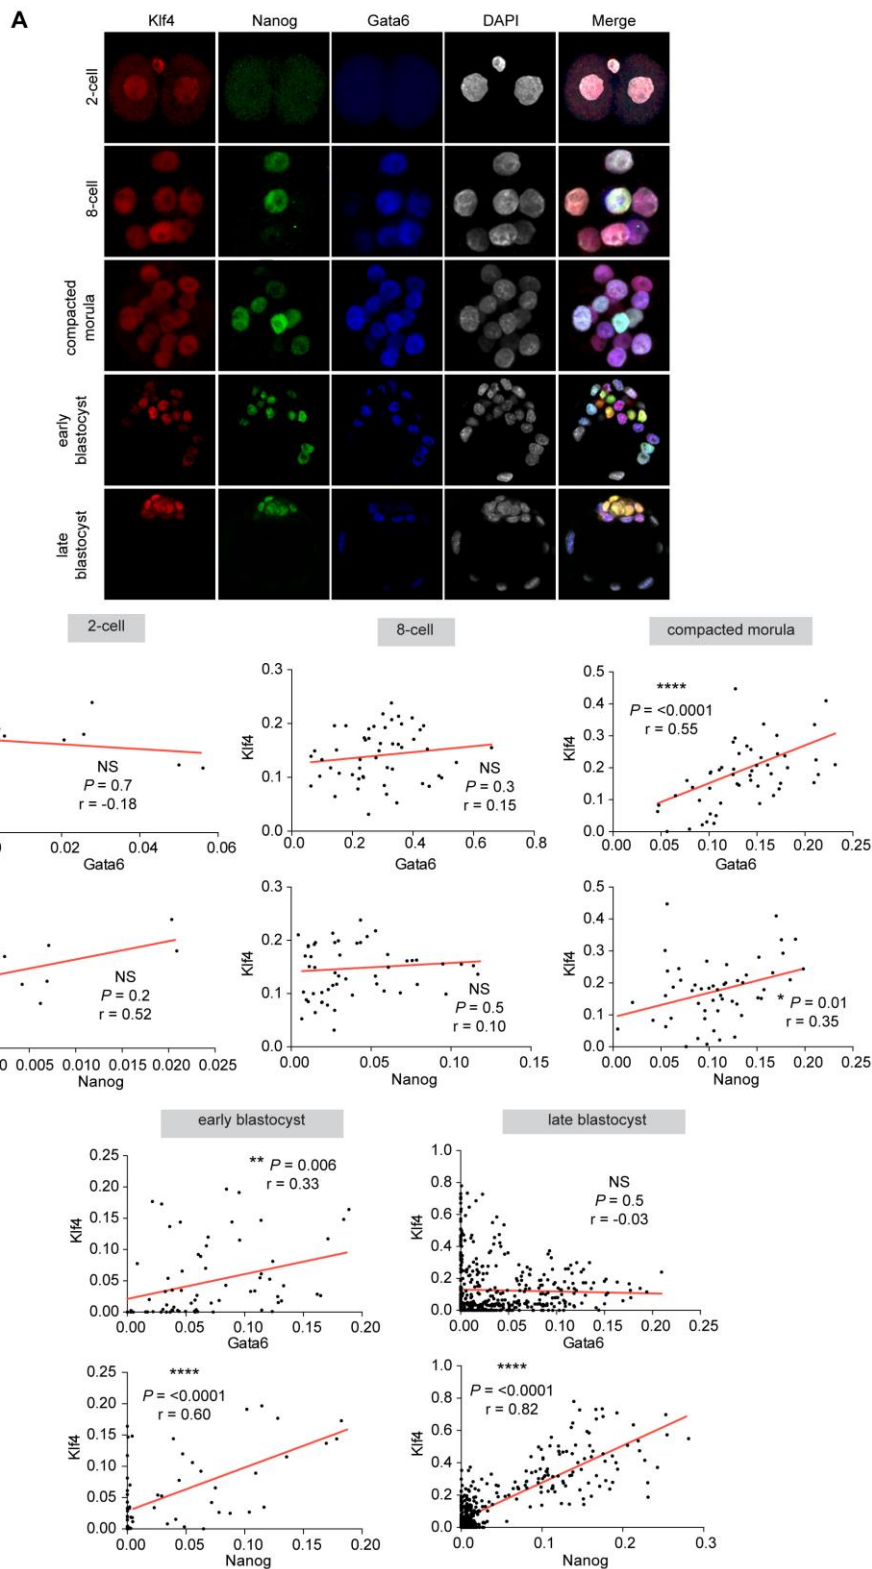 A
Klf4 Nanog Gata6 DAPI Merge
2-cell
8-cell
compacted
morula
early
blastocyst
late
blastocyst
2-cell 8-cell compacted morula
NS
P = 0.7
r = -0.18
0.02 0.04 0.06
Gata6
Klf4
0.3
0.2
0.1
0.0
NS
P = 0.3
r = 0.15
0.0 0.2 0.4 0.6 0.8
Gata6
Klf4
0.5
0.4
0.3
0.2
0.1
0.0
****
P = <0.0001
r = 0.55
0.00 0.05 0.10 0.15 0.20 0.25
Gata6
NS
P = 0.2
r = 0.52
0 0.005 0.010 0.015 0.020 0.025
Nanog
Klf4
0.3
0.2
0.1
0.0
NS
P = 0.5
r = 0.10
0.00 0.05 0.10 0.15
Nanog
Klf4
0.5
0.4
0.3
0.2
0.1
0.0
* P = 0.01
r = 0.35
0.00 0.05 0.10 0.15 0.20 0.25
Nanog
early blastocyst late blastocyst
Klf4
0.25
0.20
0.15
0.10
0.05
0.00
** P = 0.006
r = 0.33
0.00 0.05 0.10 0.15 0.20
Gata6
Klf4
1.0
0.8
0.6
0.4
0.2
0.0
NS
P = 0.5
r = -0.03
0.00 0.05 0.10 0.15 0.20 0.25
Gata6
Klf4
0.25
0.20
0.15
0.10
0.05
0.00
****
P = <0.0001
r = 0.60
0.00 0.05 0.10 0.15 0.20
Nanog
Klf4
1.0
0.8
0.6
0.4
0.2
0.0
****
P = <0.0001
r = 0.82
0.0 0.1 0.2 0.3
Nanog